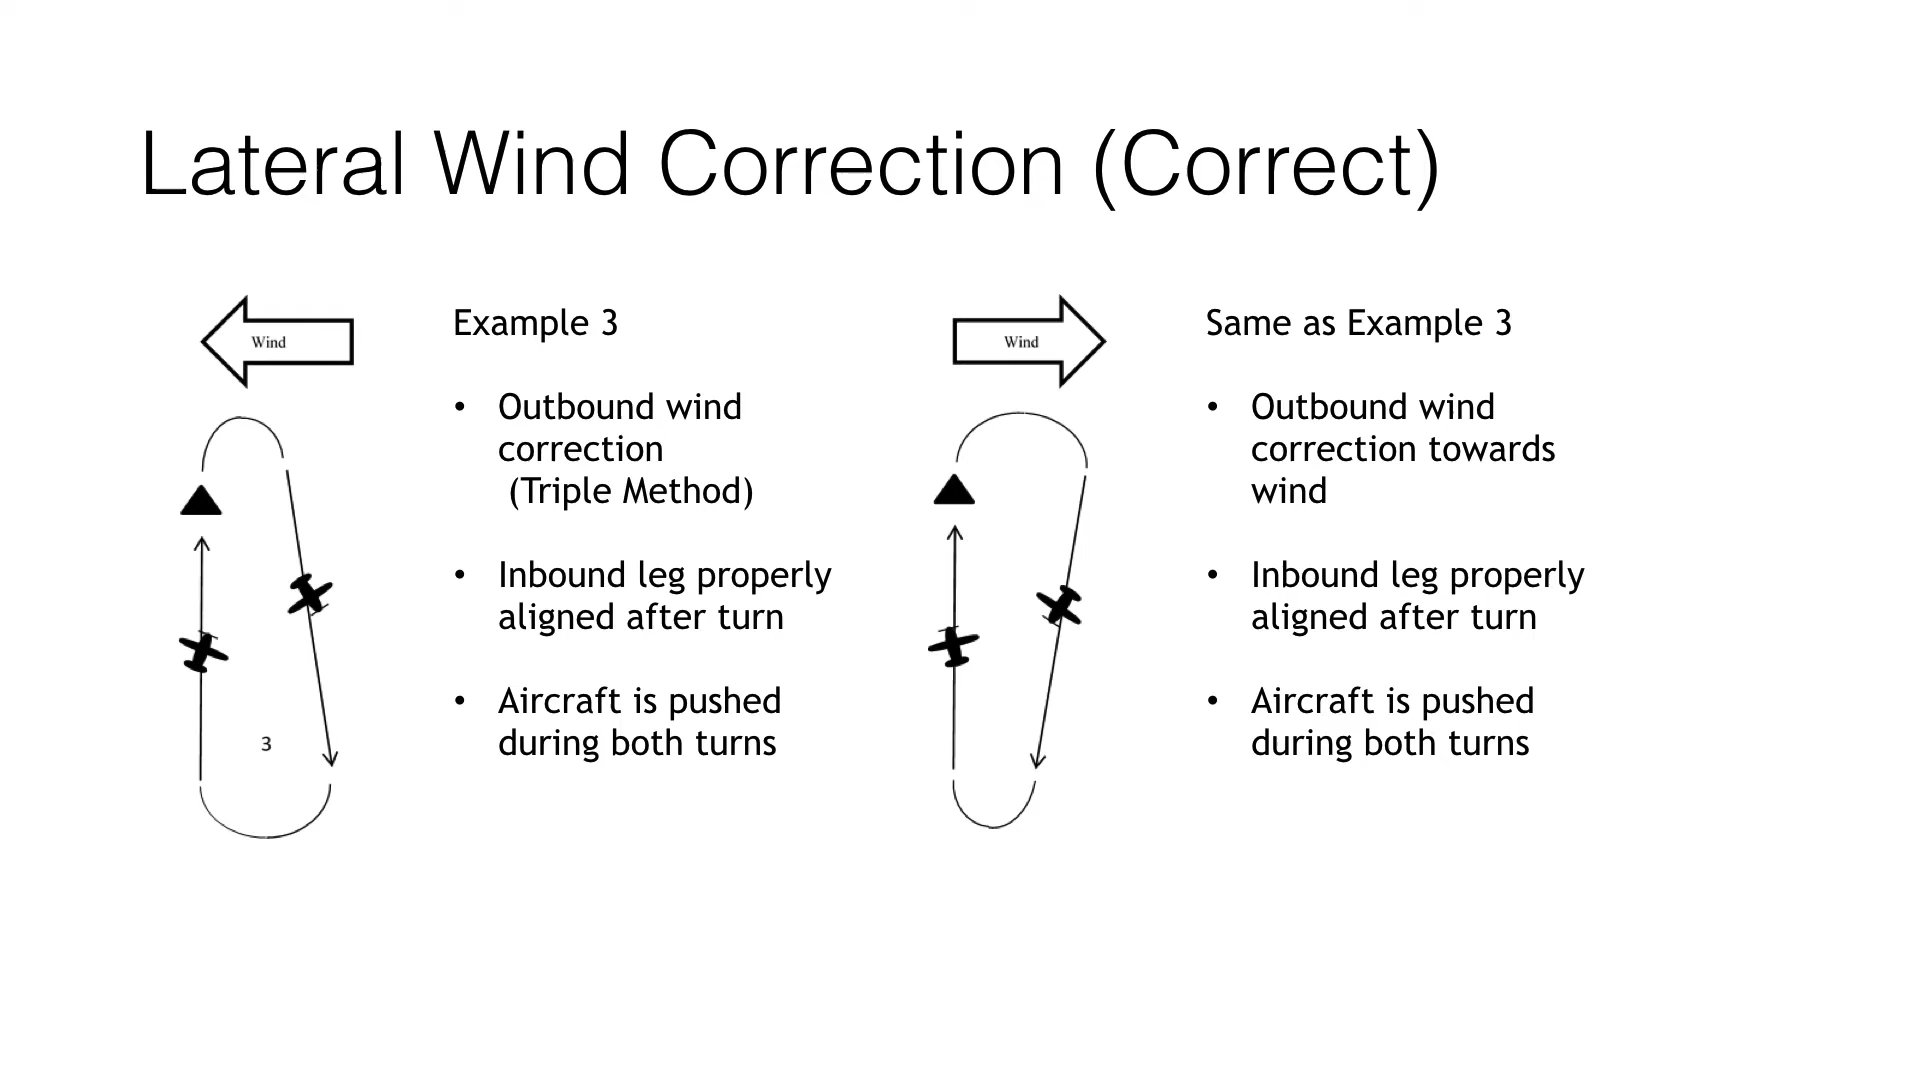 Lateral Wind Correction (Correct)
Wind
3
Example 3
• Outbound wind
correction
(Triple Method)
• Inbound leg properly
aligned after turn
• Aircraft is pushed
during both turns
Wind
Same as Example 3
• Outbound wind
correction towards
wind
• Inbound leg properly
aligned after turn
• Aircraft is pushed
during both turns